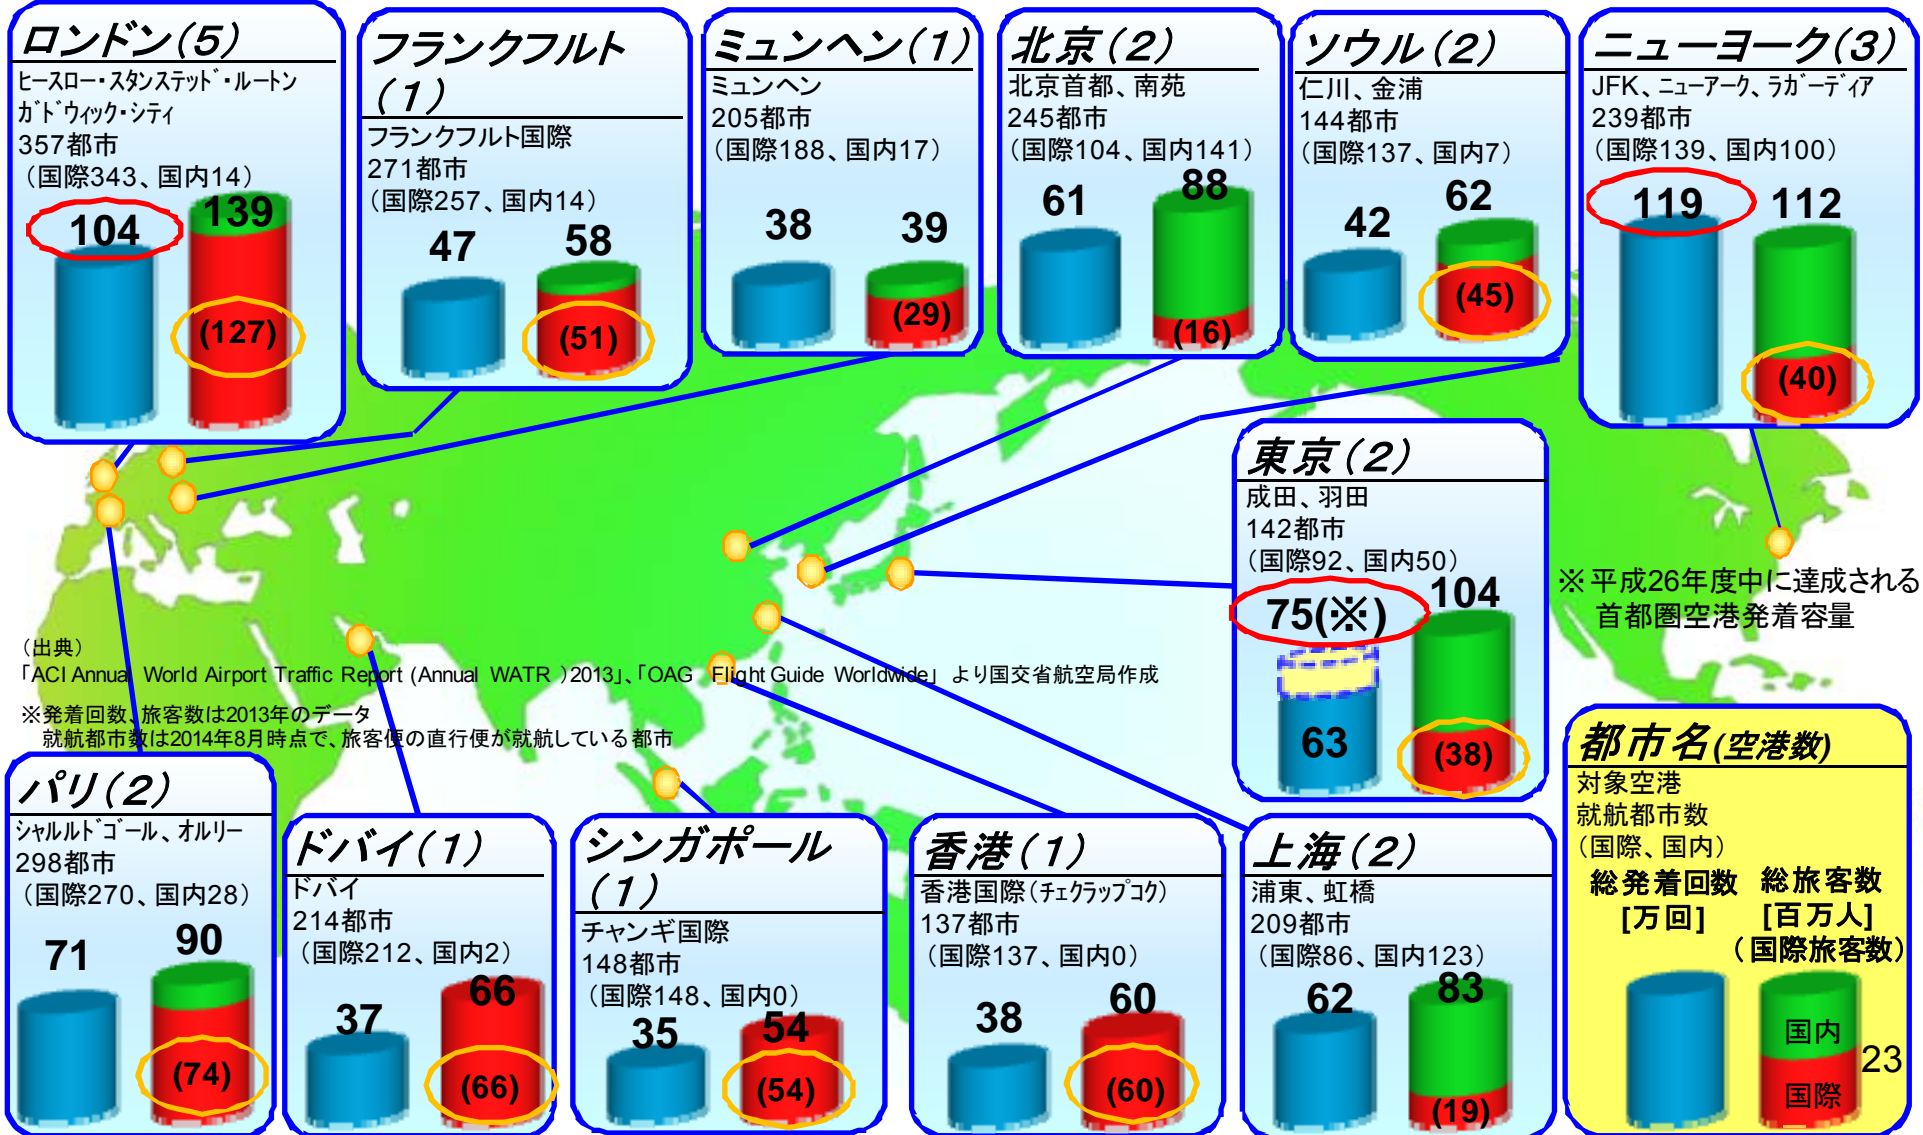 ロンドン(5)
ヒースロー・スタンステッド・ルートン
ガドウィック・シティ
357都市
(国際343、国内14)
104
139
(127)
フランクフルト
(1)
フランクフルト国際
271都市
(国際257、国内14)
47
58
(51)
ミュンヘン(1)
ミュンヘン
205都市
(国際188、国内17)
38
39
(29)
北京(2)
北京首都、南苑
245都市
(国際104、国内141)
61
88
(16)
ソウル(2)
仁川、金浦
144都市
(国際137、国内7)
42
62
(45)
ニューヨーク(3)
JFK、ニューアーク、ラガーディア
239都市
(国際139、国内100)
119
112
(40)
東京(2)
成田、羽田
142都市
(国際92、国内50)
75(※)
104
63
(38)
※平成26年度中に達成される
首都圏空港発着容量
(出典)
「ACI Annual World Airport Traffic Report (Annual WATR )2013」、「OAG Flight Guide Worldwide」 より国交省航空局作成
※発着回数、旅客数は2013年のデータ
就航都市数は2014年8月時点で、旅客便の直行便が就航している都市
パリ(2)
シャルルドゴール、オルリー
298都市
(国際270、国内28)
71
90
(74)
ドバイ(1)
ドバイ
214都市
(国際212、国内2)
37
66
(66)
シンガポール
(1)
チャンギ国際
148都市
(国際148、国内0)
35
54
(54)
香港(1)
香港国際(チェクラップコク)
137都市
(国際137、国内0)
38
60
(60)
上海(2)
浦東、虹橋
209都市
(国際86、国内123)
62
83
(19)
都市名(空港数)
対象空港
就航都市数
(国際、国内)
総発着回数 総旅客数
[万回] [百万人]
(国際旅客数)
国内
国際
23